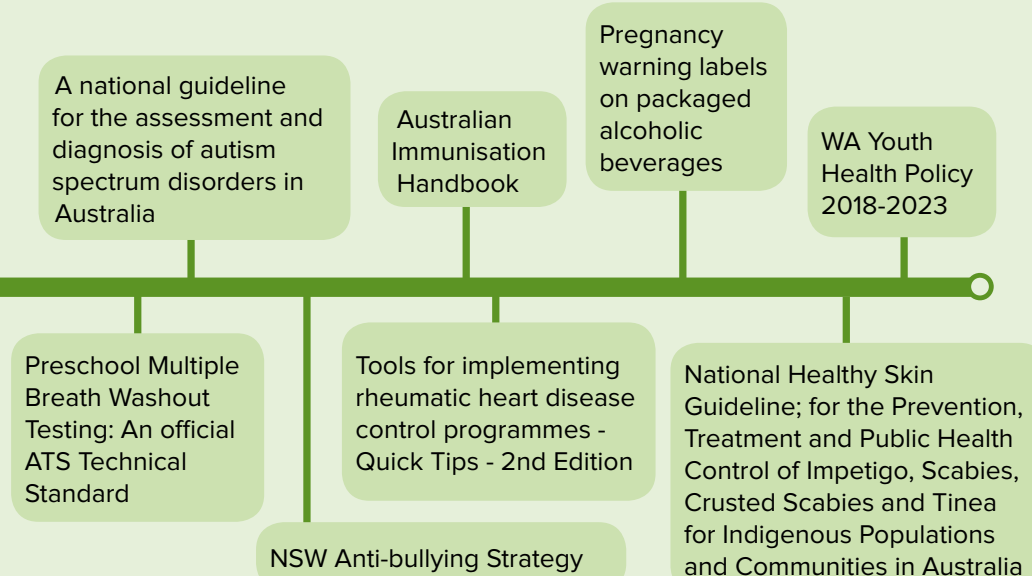 A national guideline
for the assessment and
diagnosis of autism
spectrum disorders in
Australia
Australian
Immunisation
Handbook
Pregnancy
warning labels
on packaged
alcoholic
beverages
WA Youth
Health Policy
2018-2023
Preschool Multiple
Breath Washout
Testing: An official
ATS Technical
Standard
NSW Anti-bullying Strategy
Tools for implementing
rheumatic heart disease
control programmes -
Quick Tips - 2nd Edition
National Healthy Skin
Guideline; for the Prevention,
Treatment and Public Health
Control of Impetigo, Scabies,
Crusted Scabies and Tinea
for Indigenous Populations
and Communities in Australia